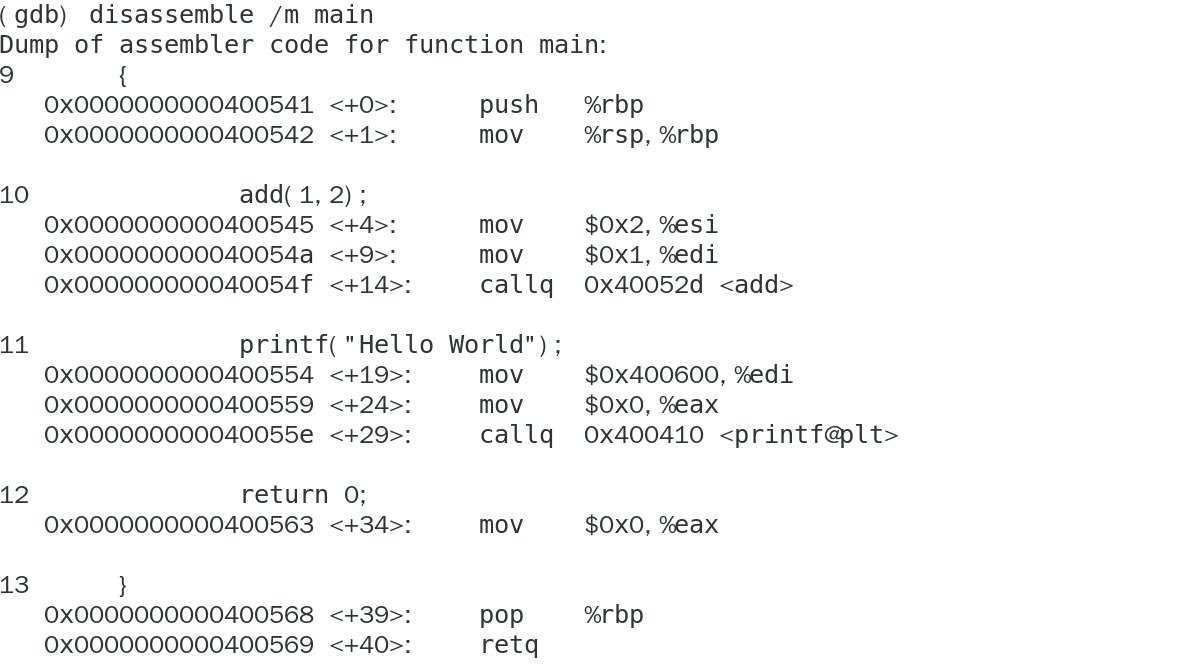 (gdb) disassemble /m main
Dump of assembler code for function main:
9       {
   0x0000000000400541 <+0>:     push   %rbp
   0x0000000000400542 <+1>:     mov    %rsp,%rbp

10              add(1,2);
   0x0000000000400545 <+4>:     mov    $0x2,%esi
   0x000000000040054a <+9>:     mov    $0x1,%edi
   0x000000000040054f <+14>:    callq  0x40052d <add>

11              printf("Hello World");
   0x0000000000400554 <+19>:    mov    $0x400600,%edi
   0x0000000000400559 <+24>:    mov    $0x0,%eax
   0x000000000040055e <+29>:    callq  0x400410 <printf@plt>

12              return 0;
   0x0000000000400563 <+34>:    mov    $0x0,%eax

13      }
   0x0000000000400568 <+39>:    pop    %rbp
   0x0000000000400569 <+40>:    retq